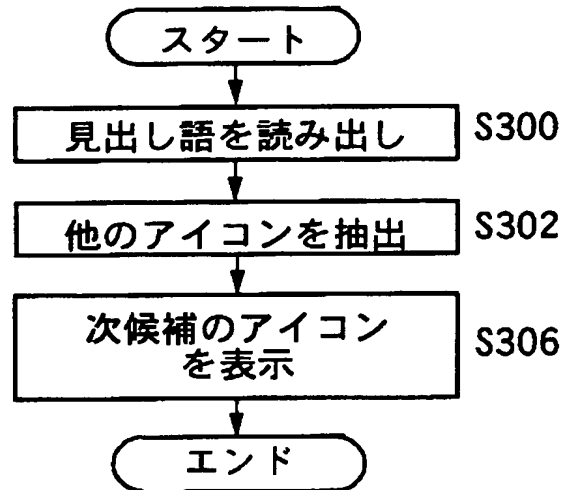 スタート
見出し語を読み出し S300
他のアイコンを抽出 S302
次候補のアイコン
を表示 S306
エンド